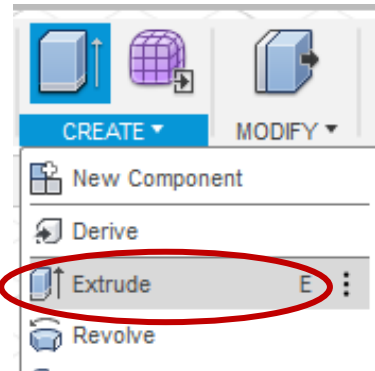 CREATE ▼ MODIFY ▼
New Component
Derive
Extrude E
Revolve